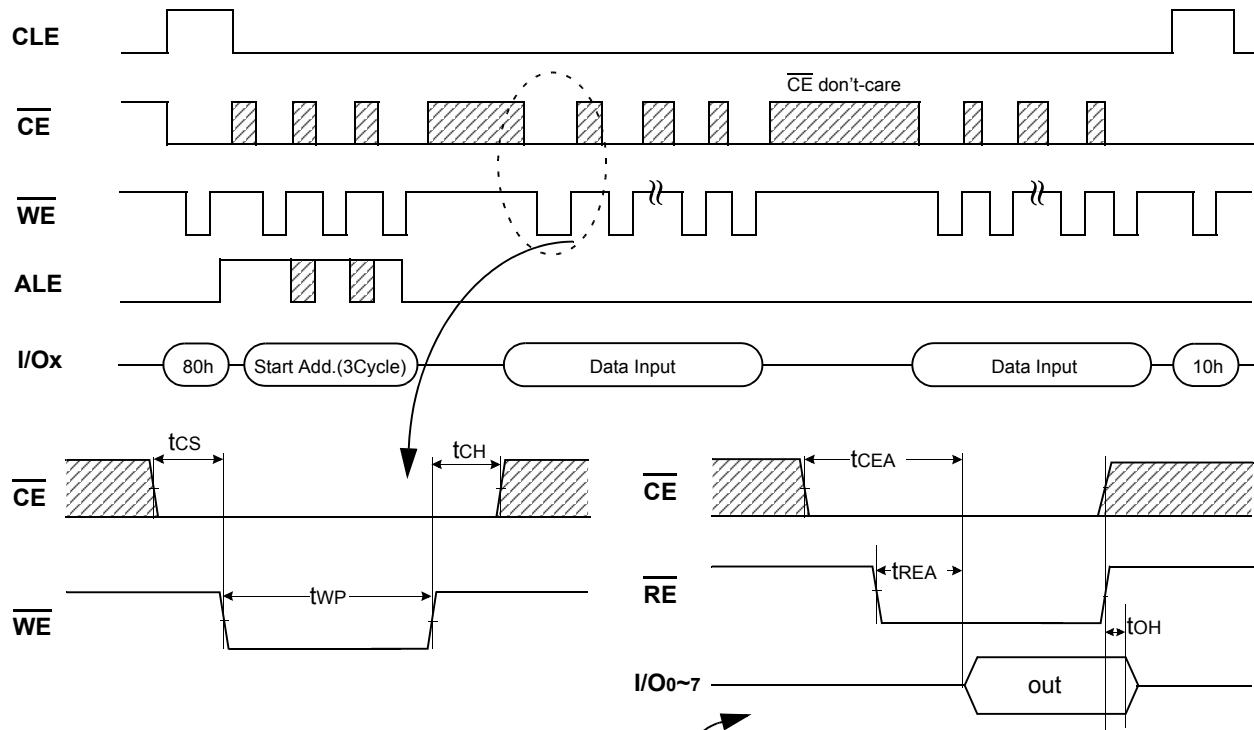 CLE
CE don't-care
CE
WE
ALE
I/Ox
80h
Start Add.(3Cycle)
Data Input
Data Input
10h
tCS
tCH
CE
tWP
WE
tCEA
CE
tREA
RE
tOH
I/O0~7
out